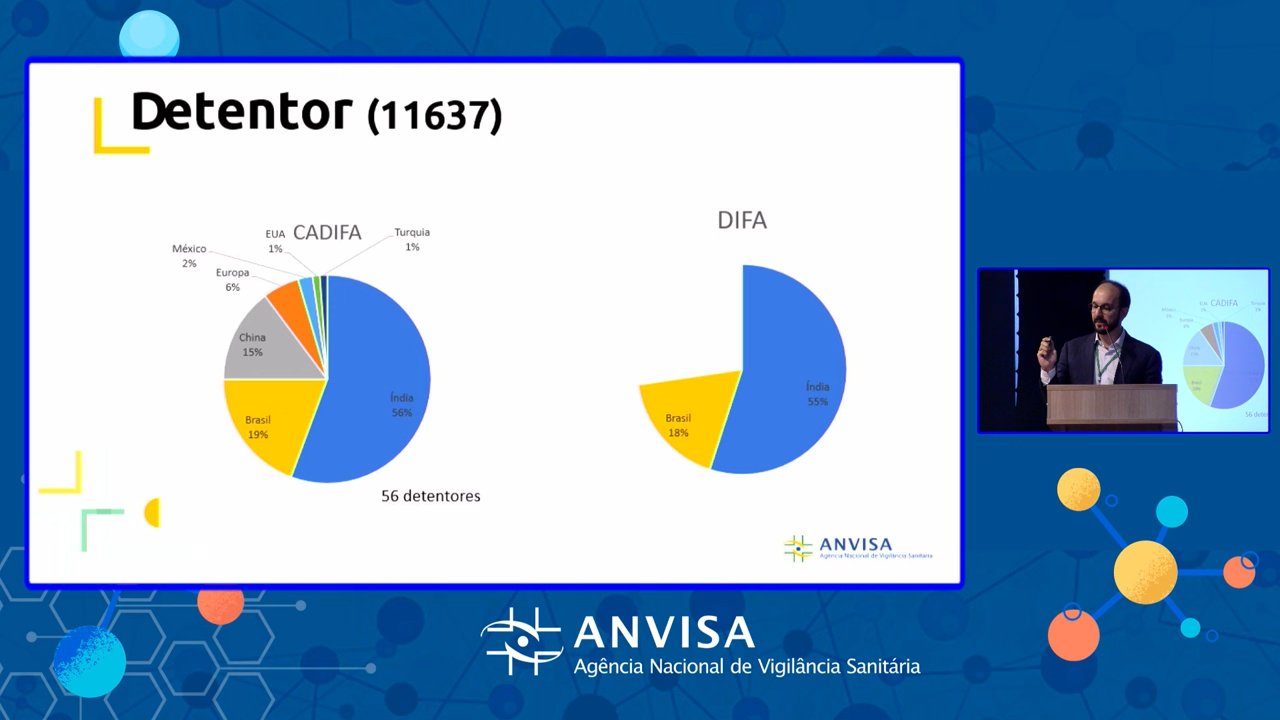 Detentor (11637)
CADIFA
EUA
1%
Turquia
1%
México
2%
Europa
6%
China
15%
Brasil
19%
Índia
56%
56 detentores
DIFA
Índia
55%
Brasil
18%
ANVISA
Agência Nacional de Vigilância Sanitária
CADIFA
ANVISA
Agência Nacional de Vigilância Sanitária